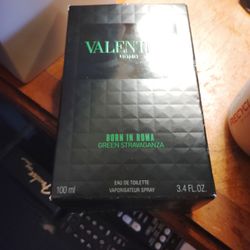 VALENTINO
UOMO
BORN IN ROMA
GREEN STRAVAGANZA
EAU DE TOILETTE
VAPORISATEUR SPRAY
100 ml
3.4 FL.OZ.